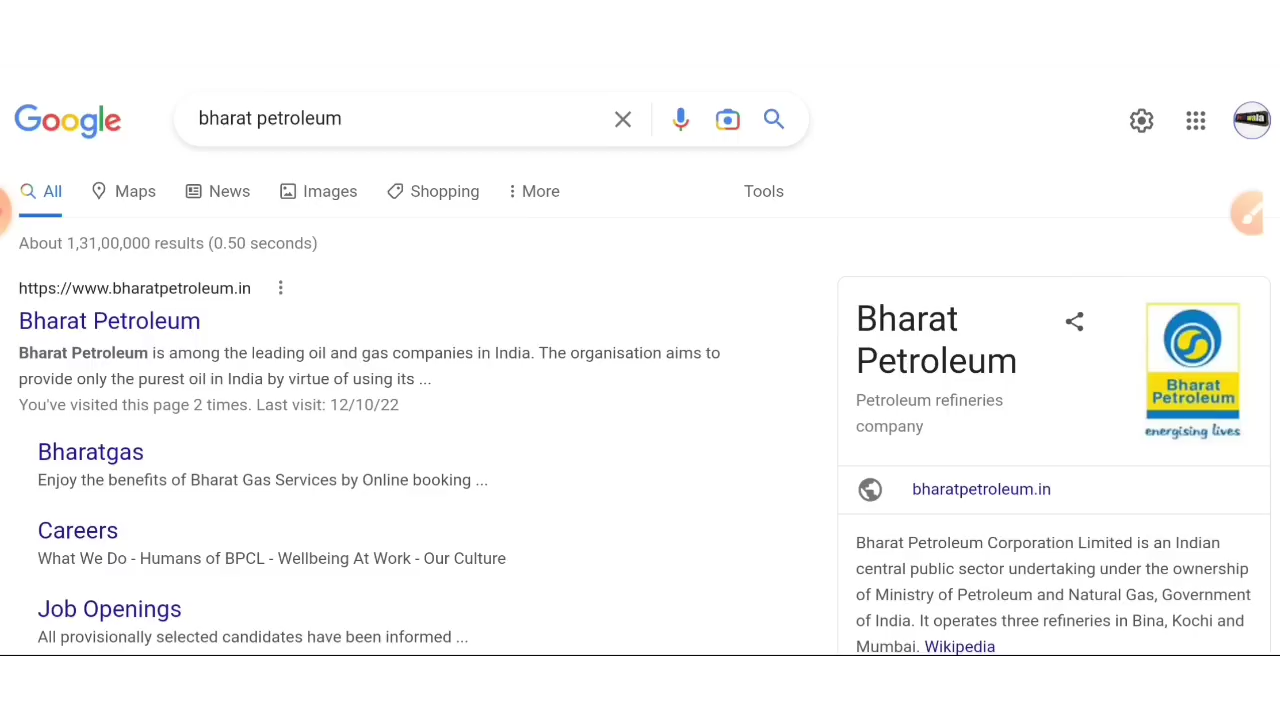 Google
bharat petroleum
All
Maps
News
Images
Shopping
More
Tools
About 1,31,00,000 results (0.50 seconds)
https://www.bharatpetroleum.in
Bharat Petroleum
Bharat Petroleum is among the leading oil and gas companies in India. The organisation aims to
provide only the purest oil in India by virtue of using its ...
You've visited this page 2 times. Last visit: 12/10/22
Bharatgas
Enjoy the benefits of Bharat Gas Services by Online booking ...
Careers
What We Do - Humans of BPCL - Wellbeing At Work - Our Culture
Job Openings
All provisionally selected candidates have been informed ...
Bharat
Petroleum
Petroleum refineries
company
Bharat
Petroleum
energising lives
bharatpetroleum.in
Bharat Petroleum Corporation Limited is an Indian
central public sector undertaking under the ownership
of Ministry of Petroleum and Natural Gas, Government
of India. It operates three refineries in Bina, Kochi and
Mumbai. Wikipedia